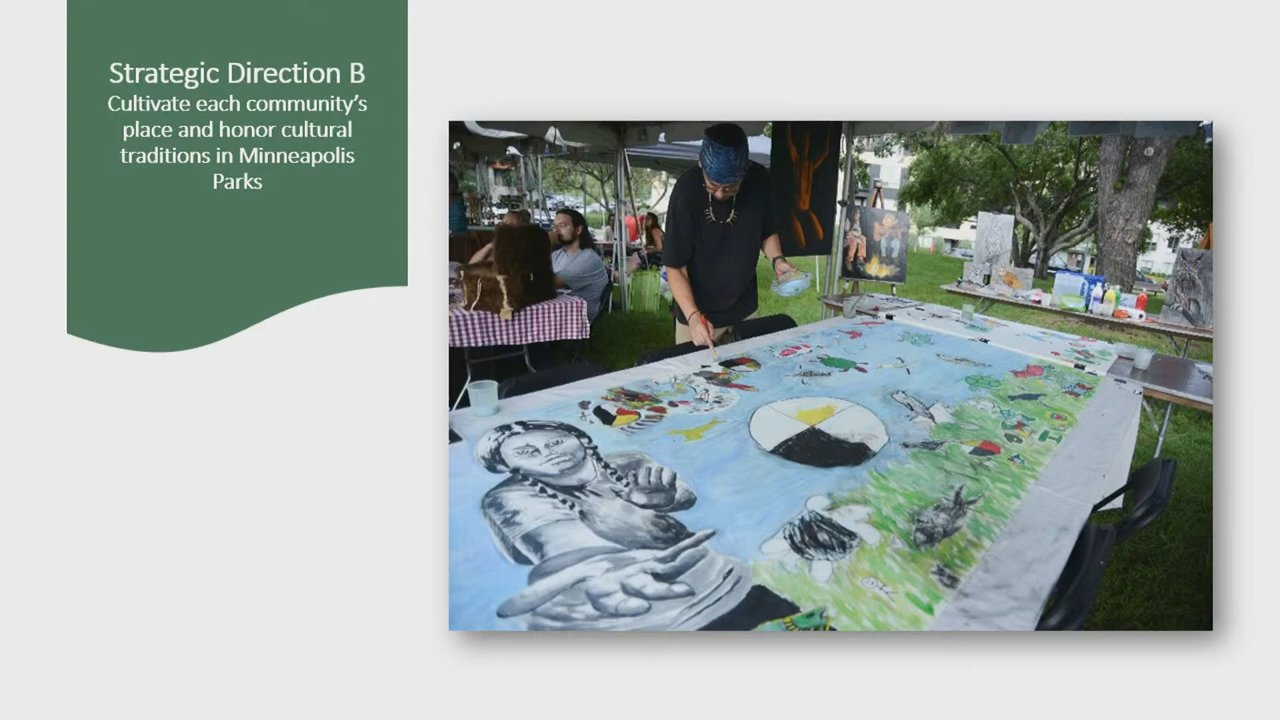 Strategic Direction B
Cultivate each community's
place and honor cultural
traditions in Minneapolis
Parks